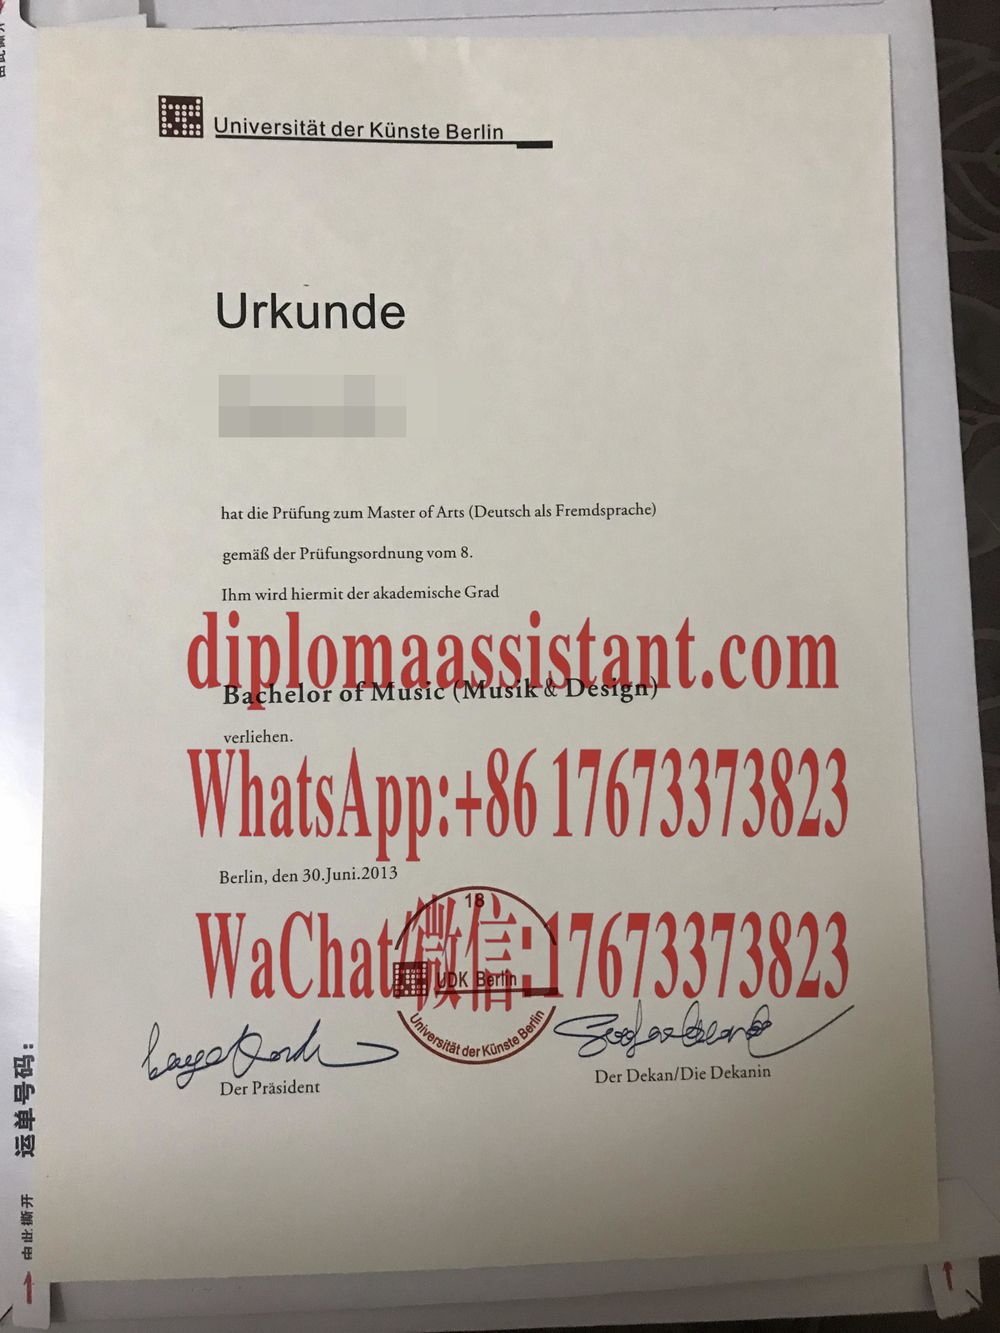 Universität der Künste Berlin
Urkunde
hat die Prüfung zum Master of Arts (Deutsch als Fremdsprache)
gemäß der Prüfungsordnung vom 8.
Ihm wird hiermit der akademische Grad
diplomaassistant.com
Bachelor of Music (Musik & Design)
verliehen.
WhatsApp:+86 17673373823
Berlin, den 30.Juni.2013
18
WaChat/微信:17673373823
UDK Berlin
Universität der Künste Berlin
Der Präsident
Der Dekan/Die Dekanin
运单号码:
由此撕开